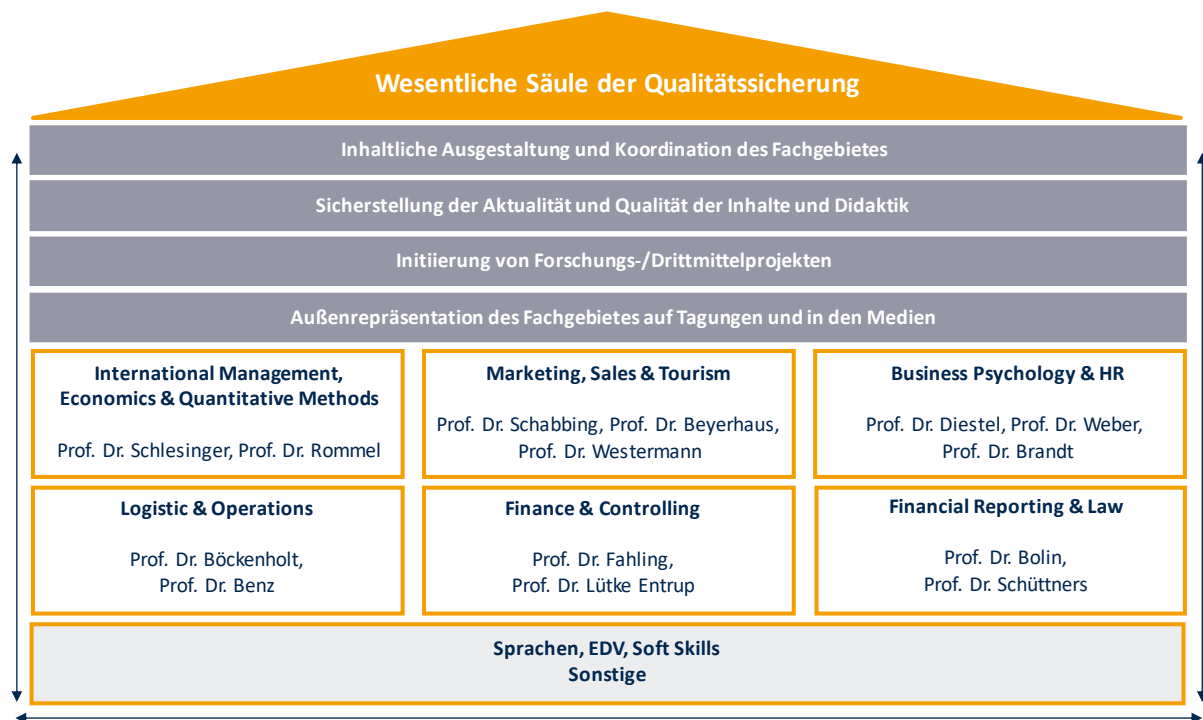 Wesentliche Säule der Qualitätssicherung
Inhaltliche Ausgestaltung und Koordination des Fachgebietes
Sicherstellung der Aktualität und Qualität der Inhalte und Didaktik
Initiierung von Forschungs-/Drittmittelprojekten
Außenrepräsentation des Fachgebietes auf Tagungen und in den Medien
International Management,
Economics & Quantitative Methods
Prof. Dr. Schlesinger, Prof. Dr. Rommel
Marketing, Sales & Tourism
Prof. Dr. Schabbing, Prof. Dr. Beyerhaus,
Prof. Dr. Westermann
Business Psychology & HR
Prof. Dr. Diestel, Prof. Dr. Weber,
Prof. Dr. Brandt
Logistic & Operations
Prof. Dr. Böckenholt,
Prof. Dr. Benz
Finance & Controlling
Prof. Dr. Fahling,
Prof. Dr. Lütke Entrup
Financial Reporting & Law
Prof. Dr. Bolin,
Prof. Dr. Schüttners
Sprachen, EDV, Soft Skills
Sonstige